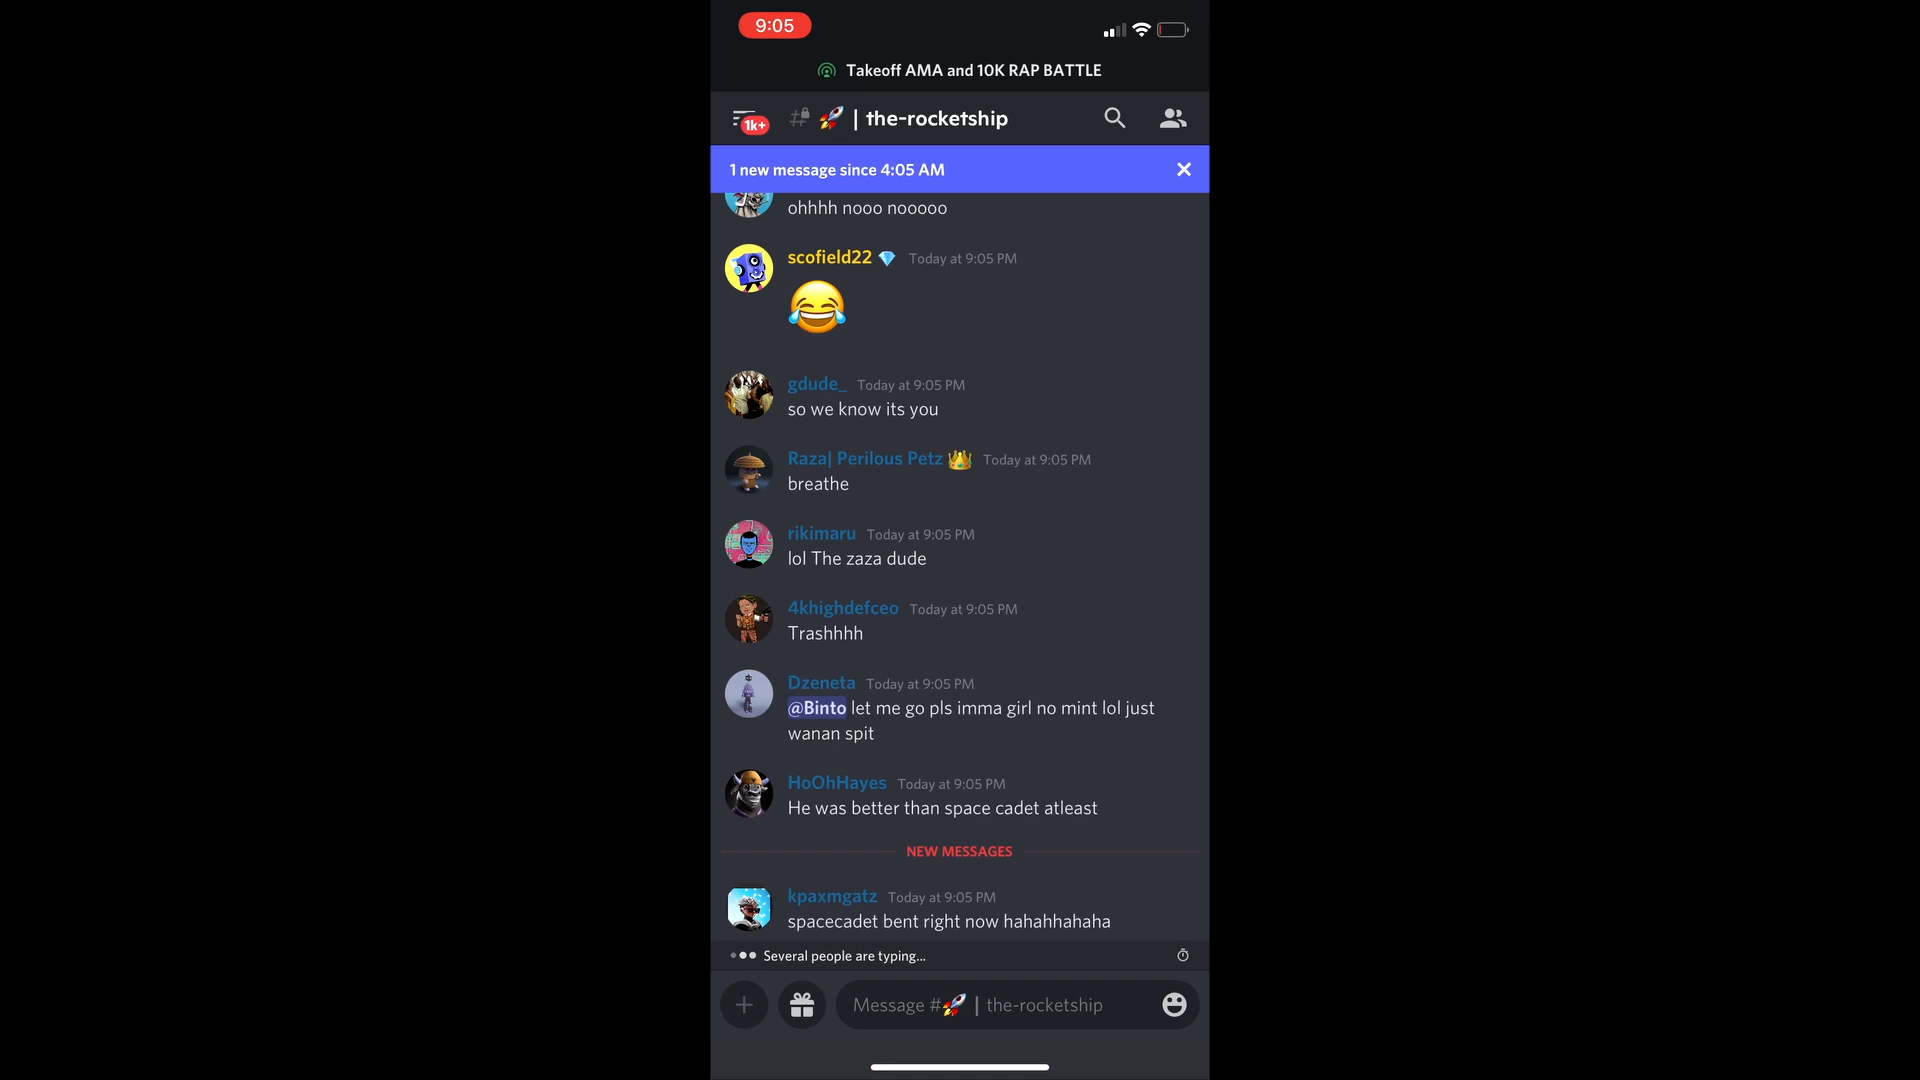 9:05
Takeoff AMA and 10K RAP BATTLE
1k+
# 🚀 | the-rocketship
1 new message since 4:05 AM
ohhhh nooo nooooo
scofield22 💎 Today at 9:05 PM
😂
gdude_ Today at 9:05 PM
so we know its you
Raza| Perilous Petz 👑 Today at 9:05 PM
breathe
rikimaru Today at 9:05 PM
lol The zaza dude
4khighdefceo Today at 9:05 PM
Trashhhh
Dzeneta Today at 9:05 PM
@Binto let me go pls imma girl no mint lol just
wanan spit
HoOhHayes Today at 9:05 PM
He was better than space cadet atleast
NEW MESSAGES
kpaxmgatz Today at 9:05 PM
spacecadet bent right now hahahhahaha
Several people are typing...
Message #🚀 | the-rocketship